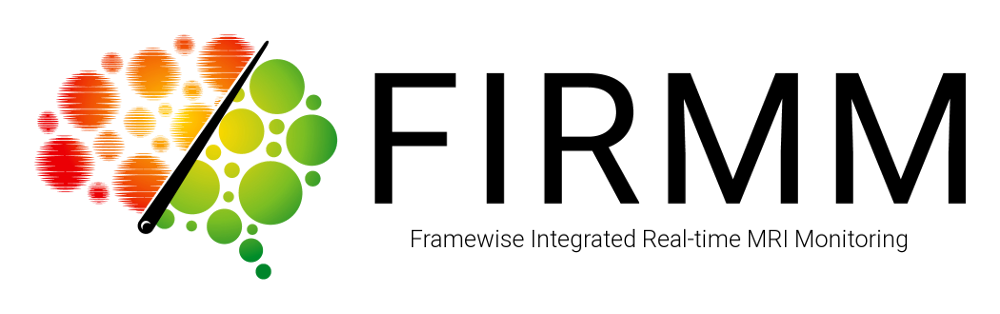 FIRMM
Framewise Integrated Real-time MRI Monitoring